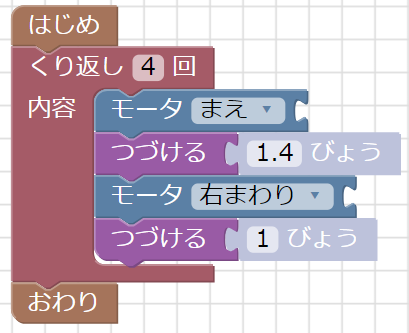 はじめ
くり返し 4 回
内容 モータ まえ
つづける 1.4 びょう
モータ 右まわり
つづける 1 びょう
おわり